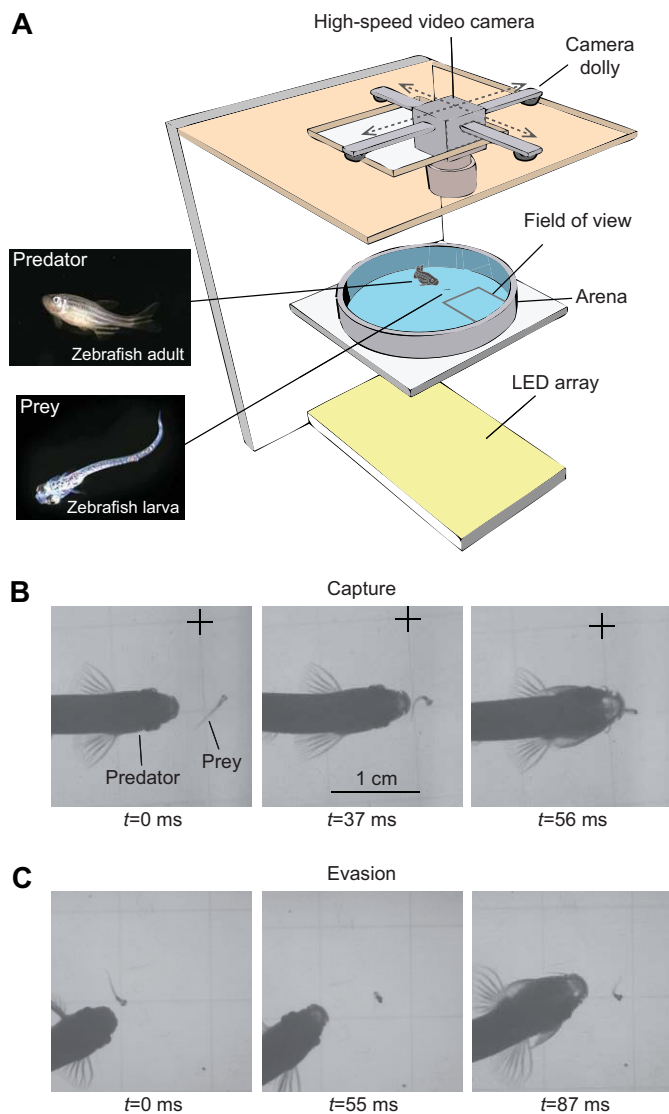 A
High-speed video camera
Camera
dolly
Field of view
Predator
Arena
Zebrafish adult
LED array
Prey
Zebrafish larva
B
Capture
Predator
Prey
1 cm
t=0 ms
t=37 ms
t=56 ms
C
Evasion
t=0 ms
t=55 ms
t=87 ms